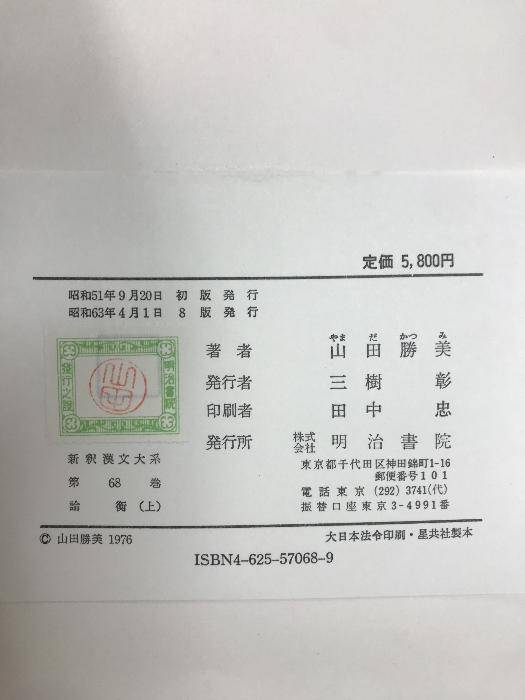 定価 5,800円
昭和51年9月20日 初版発行
昭和63年4月1日 8版発行
著者 山田勝美
やまだ かつみ
発行者 三樹彰
印刷者 田中忠
発行所 株式会社 明治書院
東京都千代田区神田錦町1-16
郵便番号101
電話東京 (292) 3741(代)
振替口座東京 3-4991番
明治書院
發行之證
新釈漢文大系
第 68 巻
論衡(上)
© 山田勝美 1976
大日本法令印刷・星共社製本
ISBN4-625-57068-9